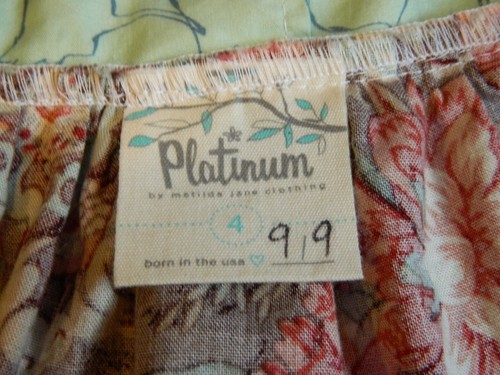 Platinum
by matilda jane clothing
4
9/9
born in the usa